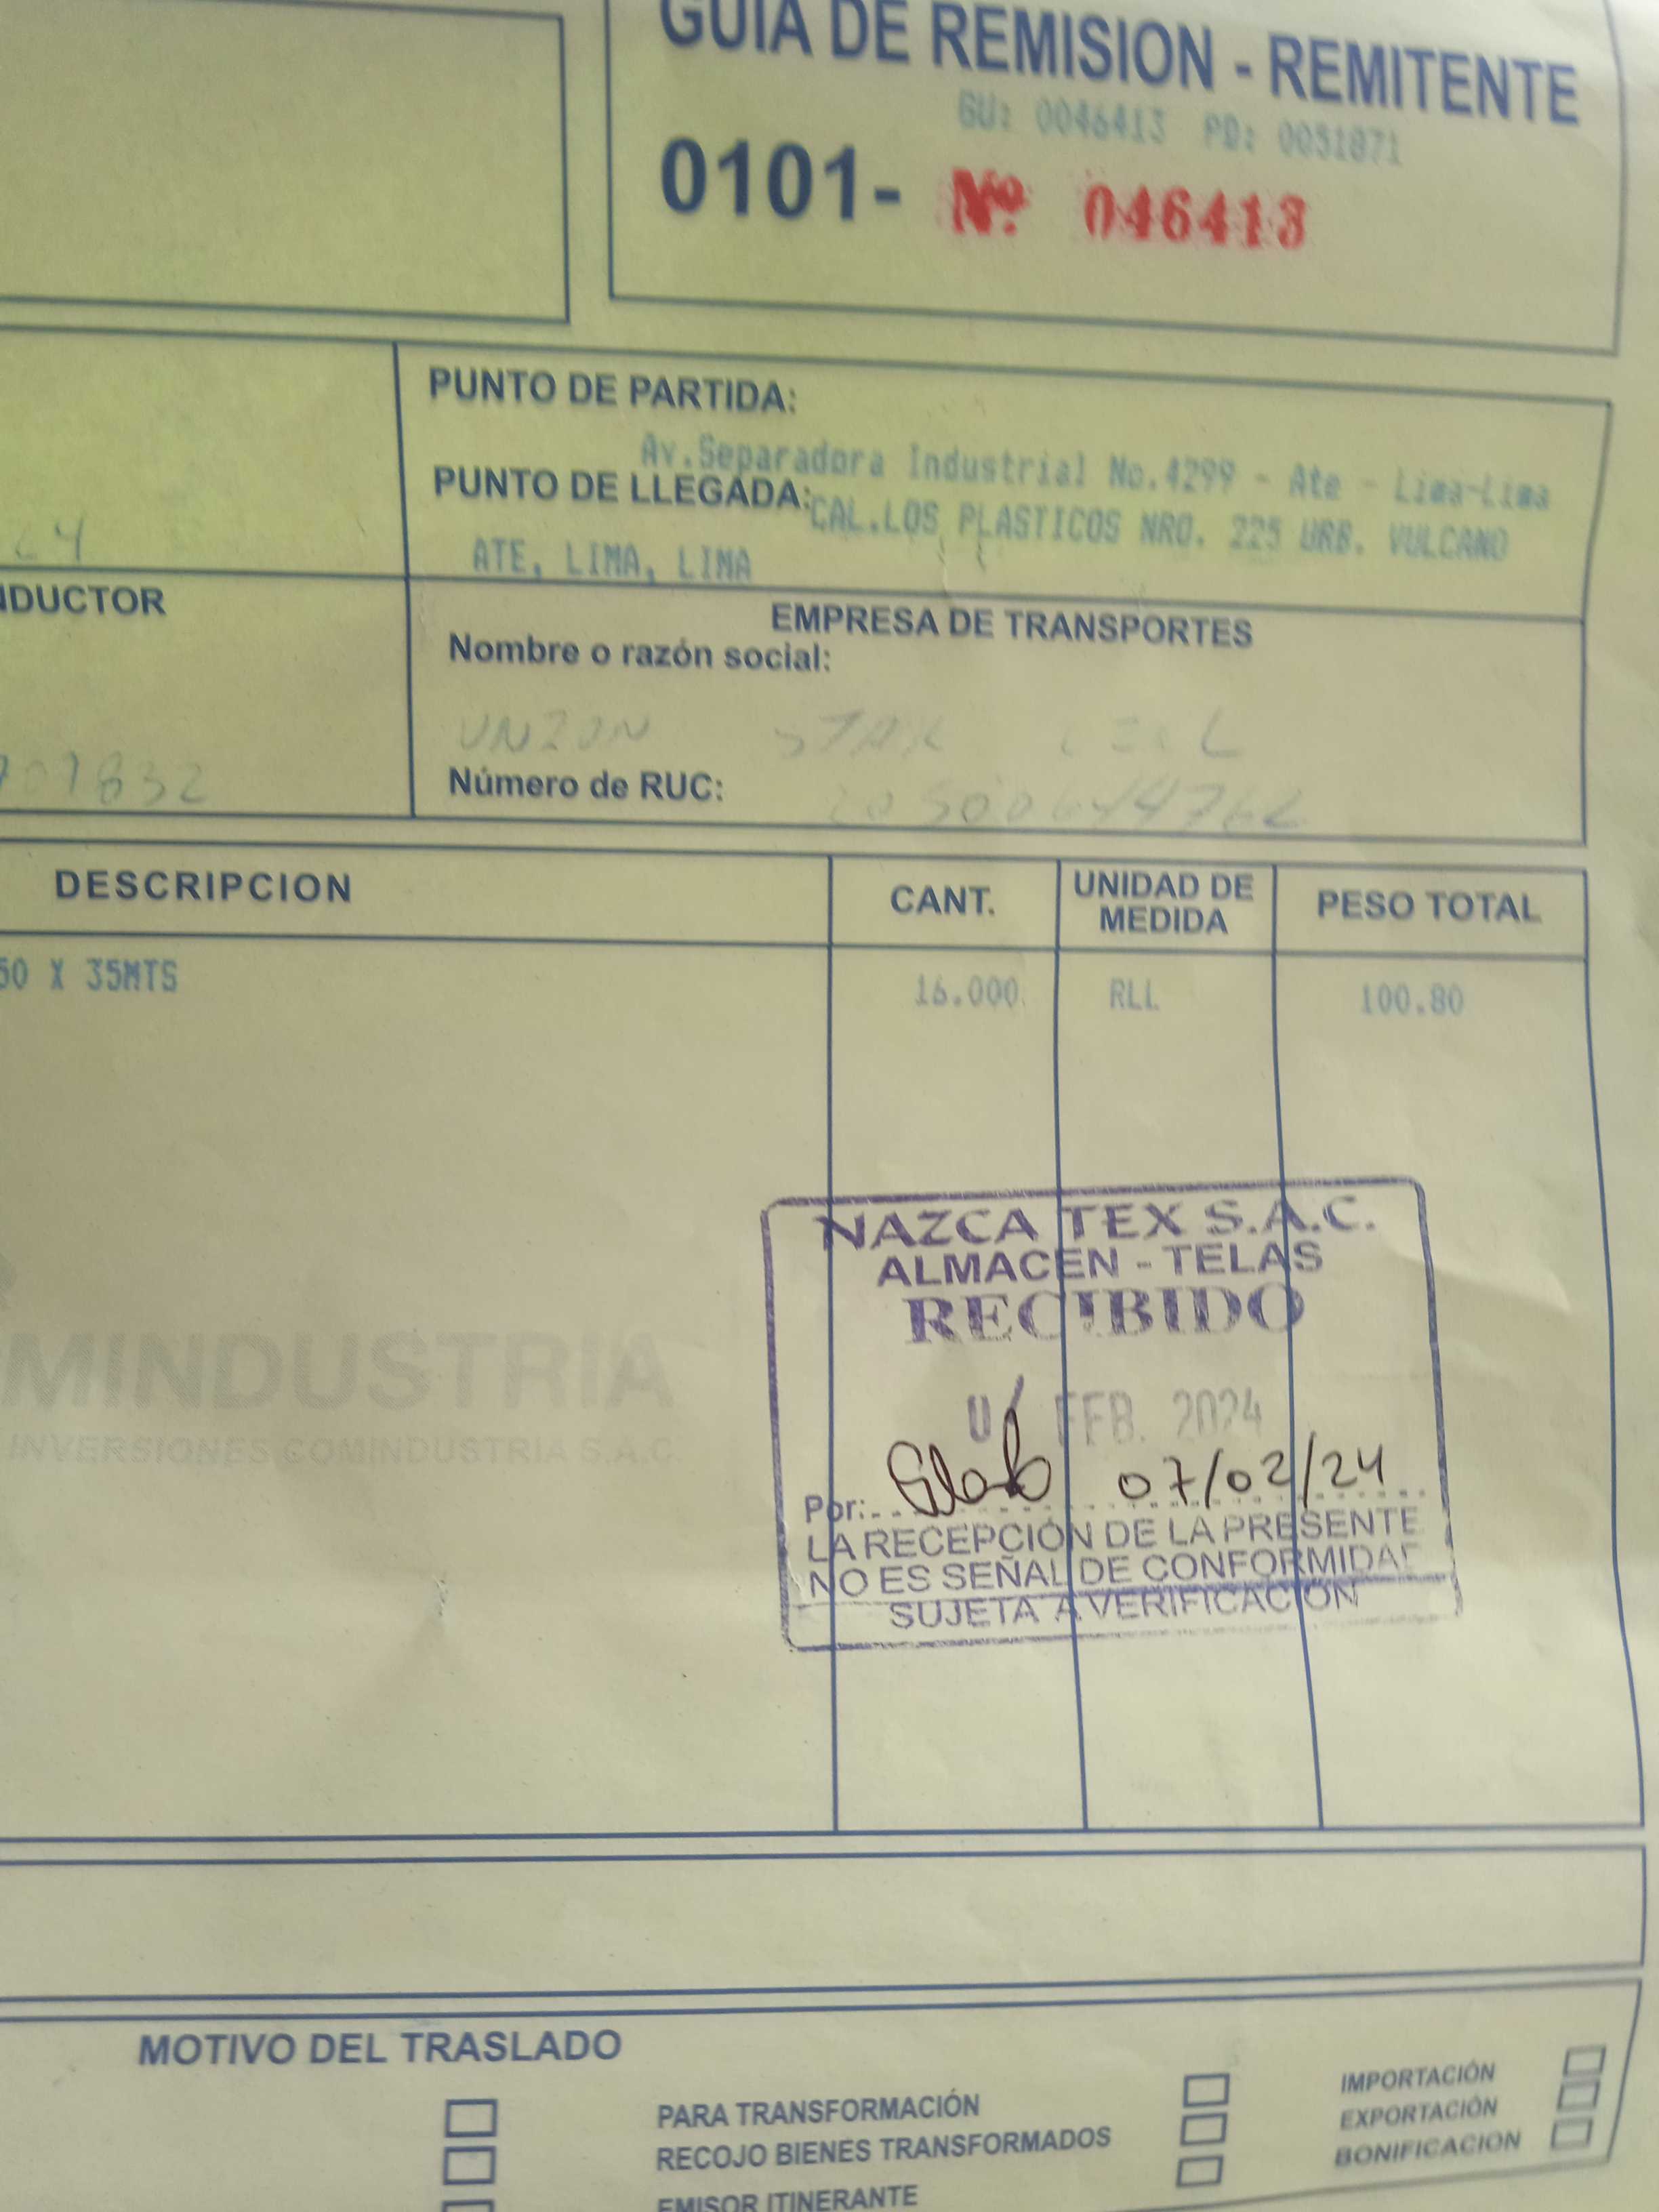 GUIA DE REMISION - REMITENTE
GU: 0046413 PD: 0051871
0101- Nº 046413
PUNTO DE PARTIDA:
Av.Separadora Industrial No.4299 - Ate - Lima-Lima
PUNTO DE LLEGADA:
CAL.LOS PLASTICOS NRO. 225 URB. VULCANO
ATE, LIMA, LIMA
NDUCTOR
EMPRESA DE TRANSPORTES
Nombre o razón social:
UNION STAR
707832
Número de RUC:
DESCRIPCION CANT. UNIDAD DE MEDIDA PESO TOTAL
50 X 35MTS 16.000 RLL 100.80
NAZCA TEX S.A.C.
ALMACEN - TELAS
RECIBIDO
FEB. 2024
MINDUSTRIA
INVERSIONES COMINDUSTRIA S.A.C.
Por: 07/02/24
LA RECEPCIÓN DE LA PRESENTE
NO ES SEÑAL DE CONFORMIDAD
SUJETA A VERIFICACION
MOTIVO DEL TRASLADO
PARA TRANSFORMACIÓN
RECOJO BIENES TRANSFORMADOS
EMISOR ITINERANTE
IMPORTACIÓN
EXPORTACIÓN
BONIFICACION